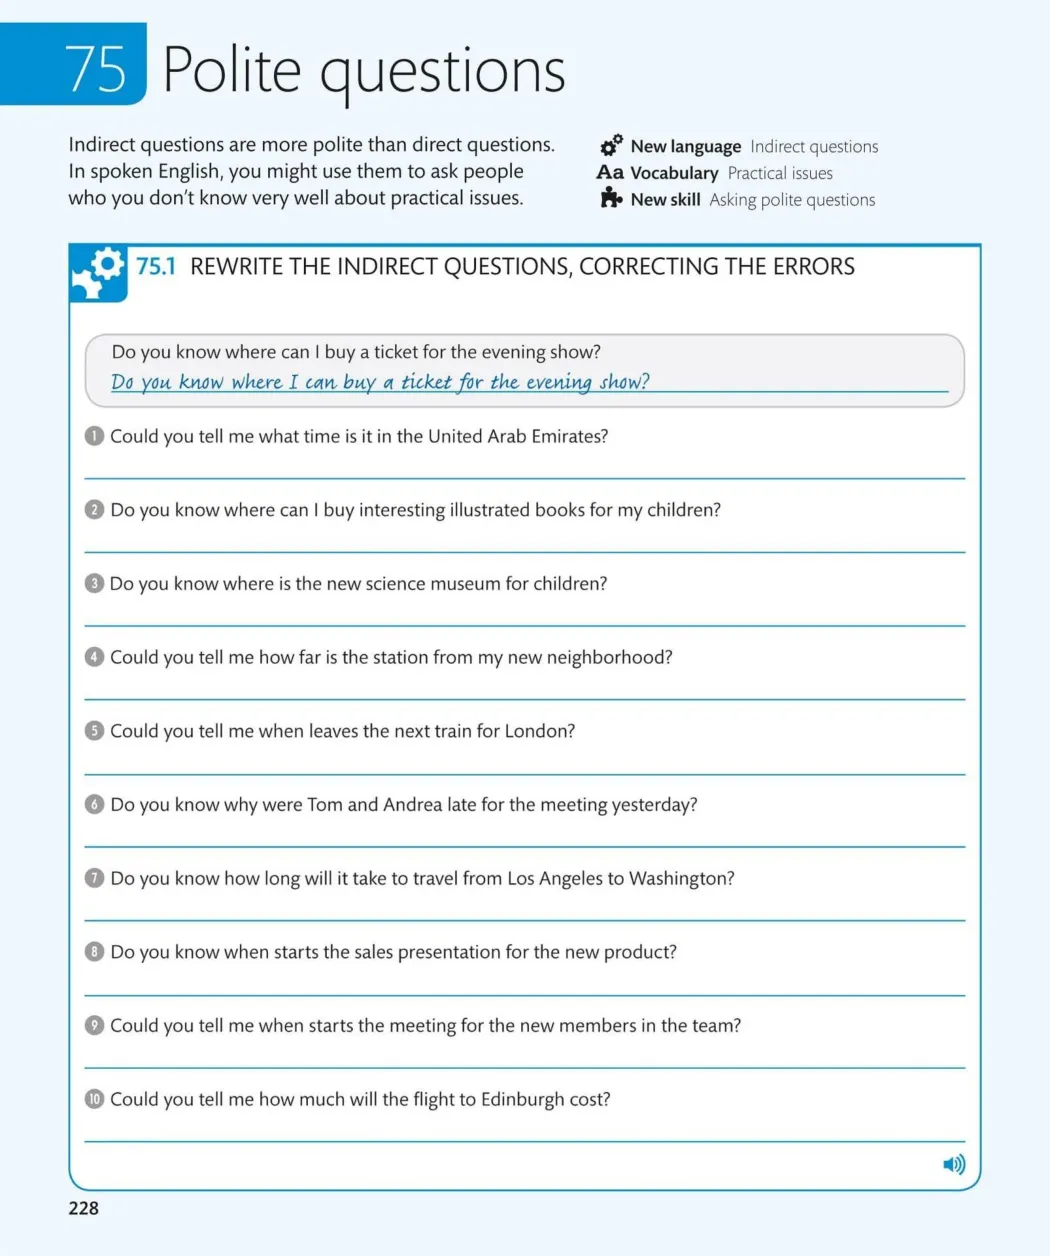 75 Polite questions
Indirect questions are more polite than direct questions.
In spoken English, you might use them to ask people
who you don't know very well about practical issues.
New language Indirect questions
Aa Vocabulary Practical issues
New skill Asking polite questions
75.1 REWRITE THE INDIRECT QUESTIONS, CORRECTING THE ERRORS
Do you know where can I buy a ticket for the evening show?
Do you know where I can buy a ticket for the evening show?
1 Could you tell me what time is it in the United Arab Emirates?
2 Do you know where can I buy interesting illustrated books for my children?
3 Do you know where is the new science museum for children?
4 Could you tell me how far is the station from my new neighborhood?
5 Could you tell me when leaves the next train for London?
6 Do you know why were Tom and Andrea late for the meeting yesterday?
7 Do you know how long will it take to travel from Los Angeles to Washington?
8 Do you know when starts the sales presentation for the new product?
9 Could you tell me when starts the meeting for the new members in the team?
10 Could you tell me how much will the flight to Edinburgh cost?
228